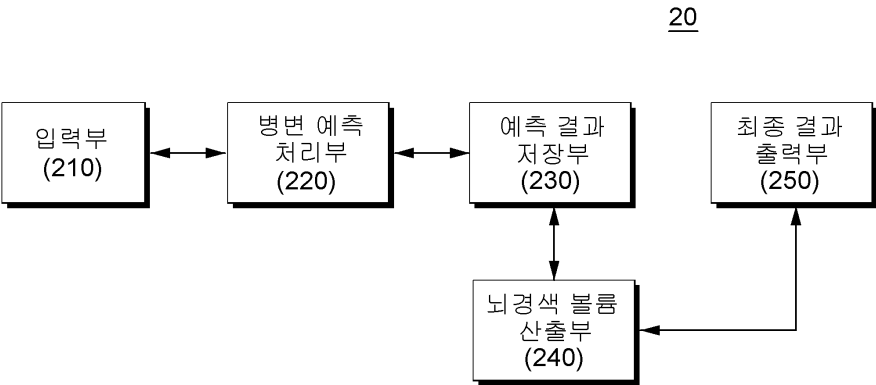 20
입력부
(210)
병변 예측
처리부
(220)
예측 결과
저장부
(230)
최종 결과
출력부
(250)
뇌경색 볼륨
산출부
(240)